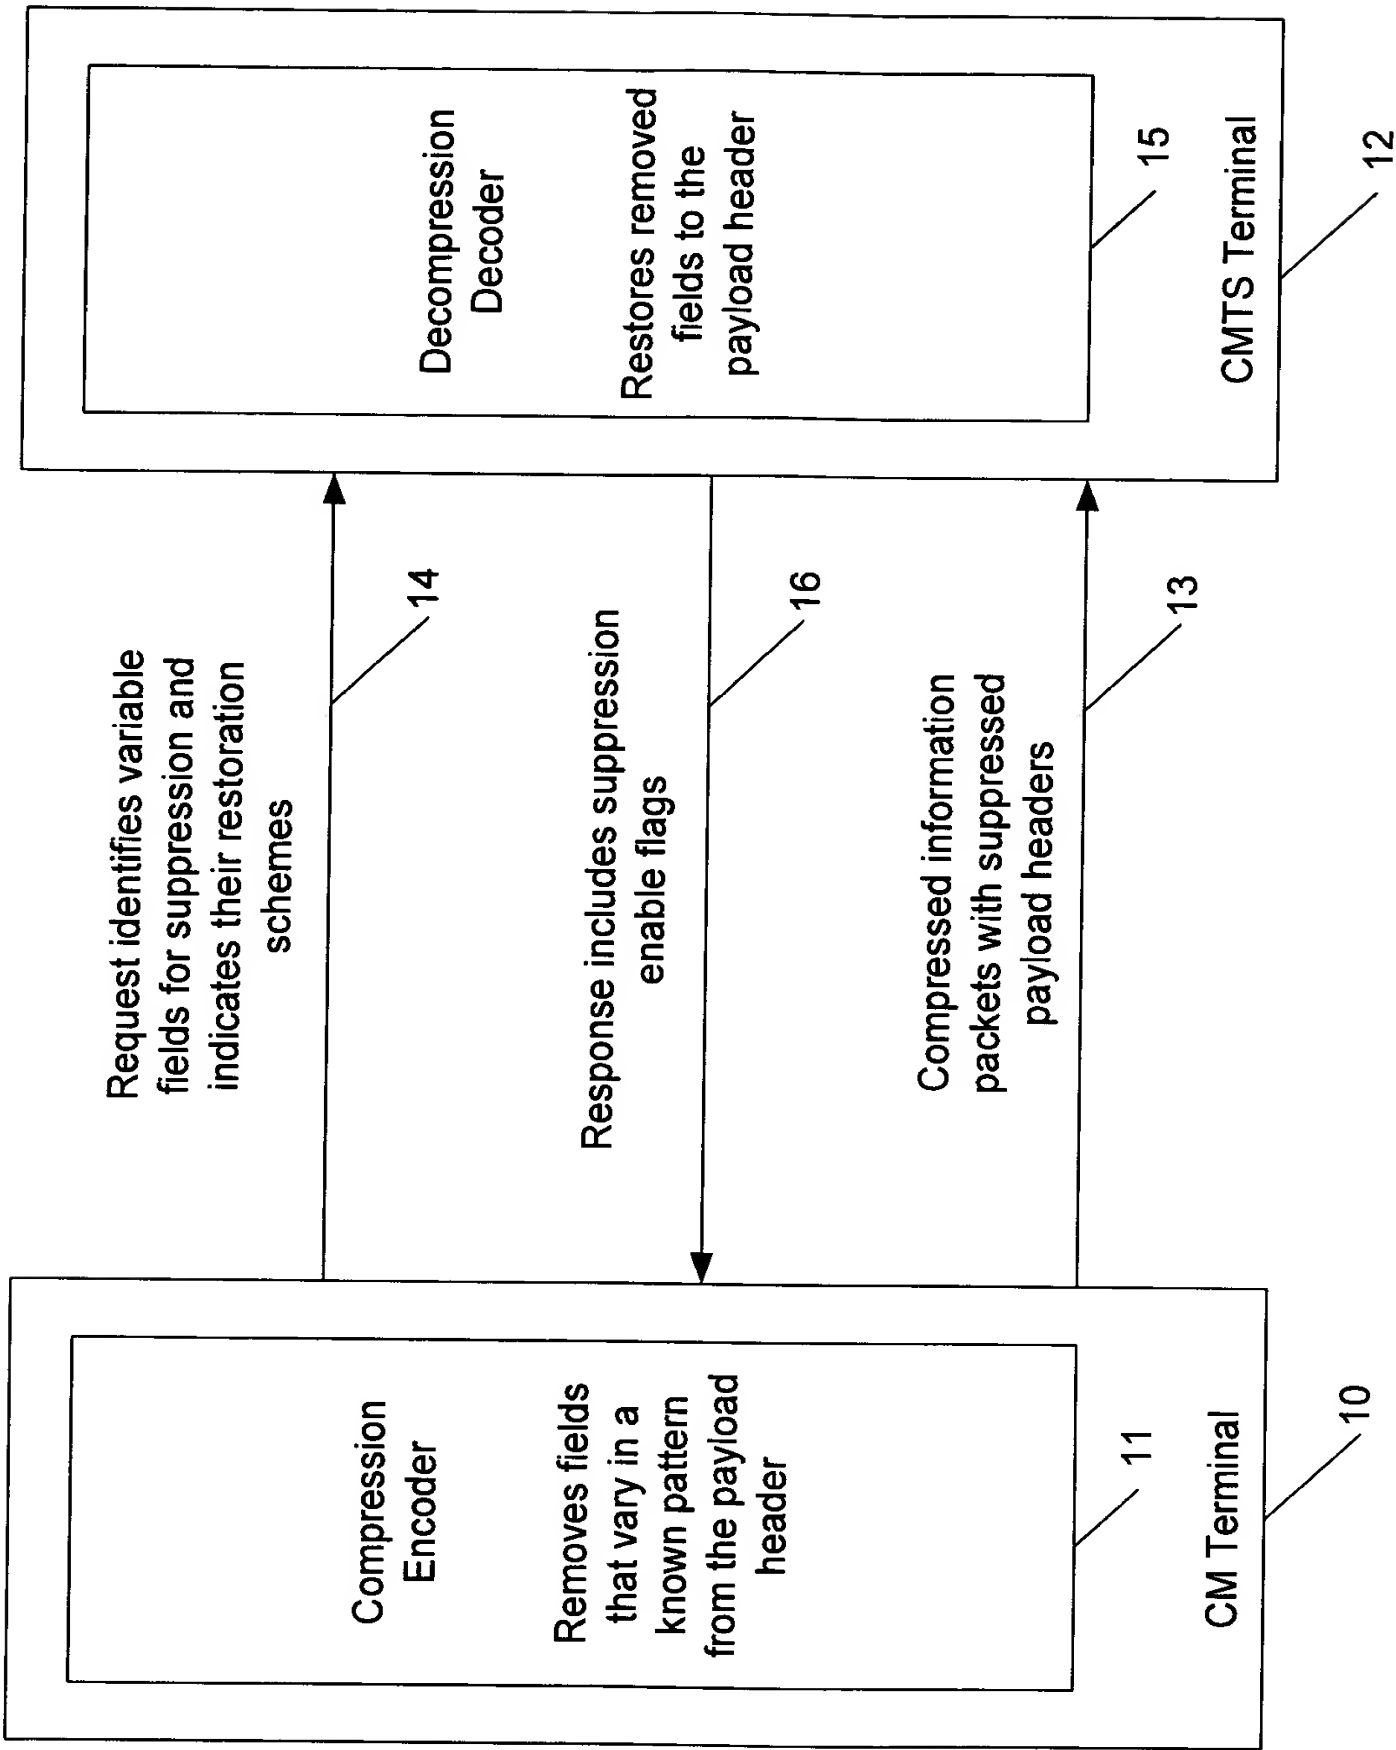 Compression
Encoder
Removes fields
that vary in a
known pattern
from the payload
header
11
CM Terminal
10
Request identifies variable
fields for suppression and
indicates their restoration
schemes
14
Response includes suppression
enable flags
16
Compressed information
packets with suppressed
payload headers
13
Decompression
Decoder
Restores removed
fields to the
payload header
15
CMTS Terminal
12